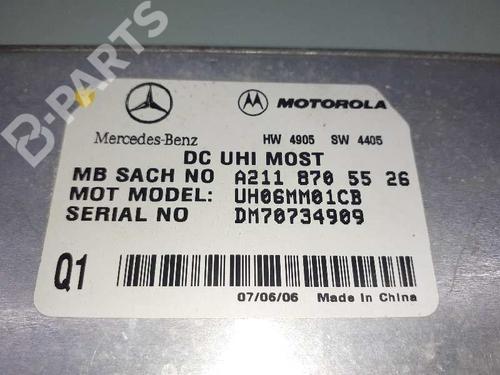 B-PARTS
MOTOROLA
Mercedes-Benz HW 4905 SW 4405
DC UHI MOST
MB SACH NO A211 870 55 26
MOT MODEL: UH06MM01CB
SERIAL NO DM70734909
Q1
07/06/06 Made in China